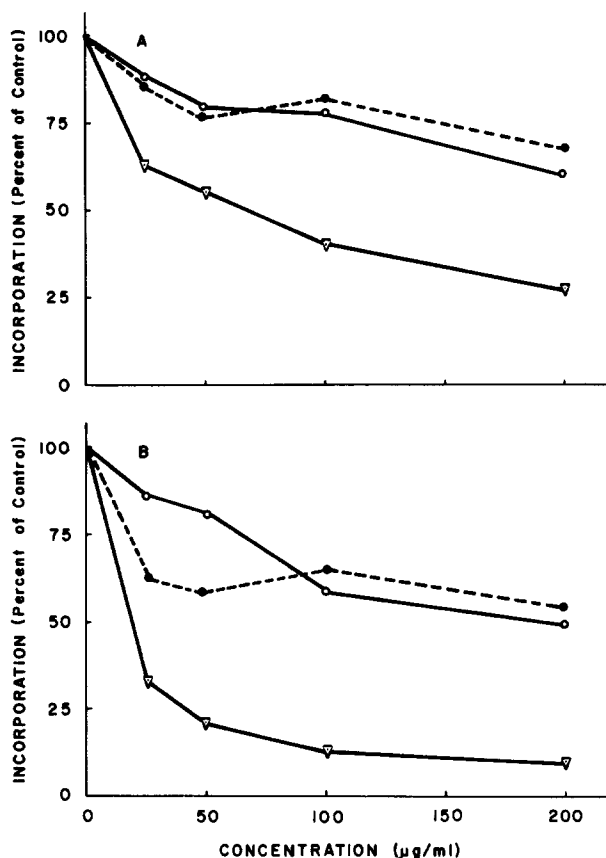 A
100
75
50
25
0
INCORPORATION (Percent of Control)
B
100
75
50
25
0
INCORPORATION (Percent of Control)
0 50 100 150 200
CONCENTRATION (µg/ml)